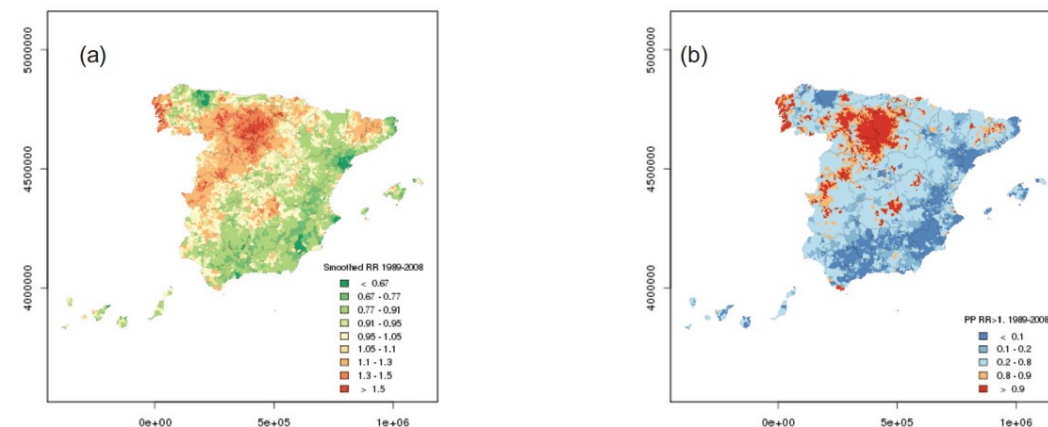 (a)
5000000
4500000
4000000
Smoothed RR 1989-2008
< 0.67
0.67 - 0.77
0.77 - 0.91
0.91 - 0.95
0.95 - 1.05
1.05 - 1.1
1.1 - 1.3
1.3 - 1.5
> 1.5
0e+00 5e+05 1e+06
(b)
5000000
4500000
4000000
PP RR>1. 1989-2008
< 0.1
0.1 - 0.2
0.2 - 0.8
0.8 - 0.9
> 0.9
0e+00 5e+05 1e+06